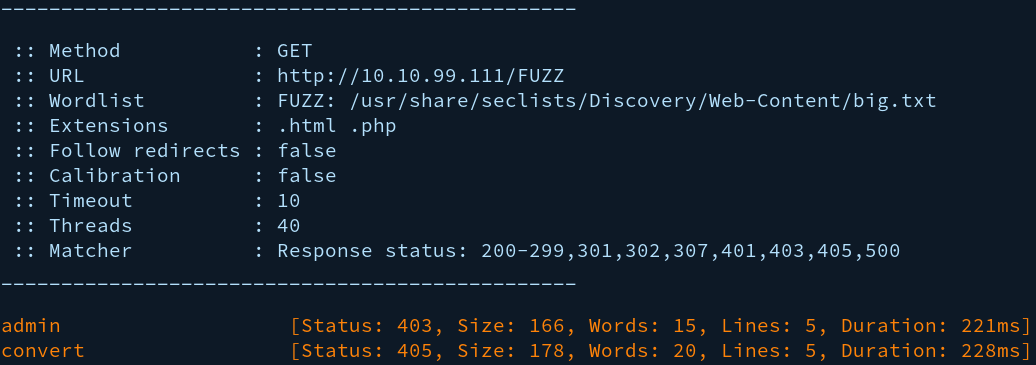 ________________________________________________
:: Method           : GET
:: URL              : http://10.10.99.111/FUZZ
:: Wordlist         : FUZZ: /usr/share/seclists/Discovery/Web-Content/big.txt
:: Extensions       : .html .php
:: Follow redirects : false
:: Calibration      : false
:: Timeout          : 10
:: Threads          : 40
:: Matcher          : Response status: 200-299,301,302,307,401,403,405,500
________________________________________________
admin                   [Status: 403, Size: 166, Words: 15, Lines: 5, Duration: 221ms]
convert                 [Status: 405, Size: 178, Words: 20, Lines: 5, Duration: 228ms]